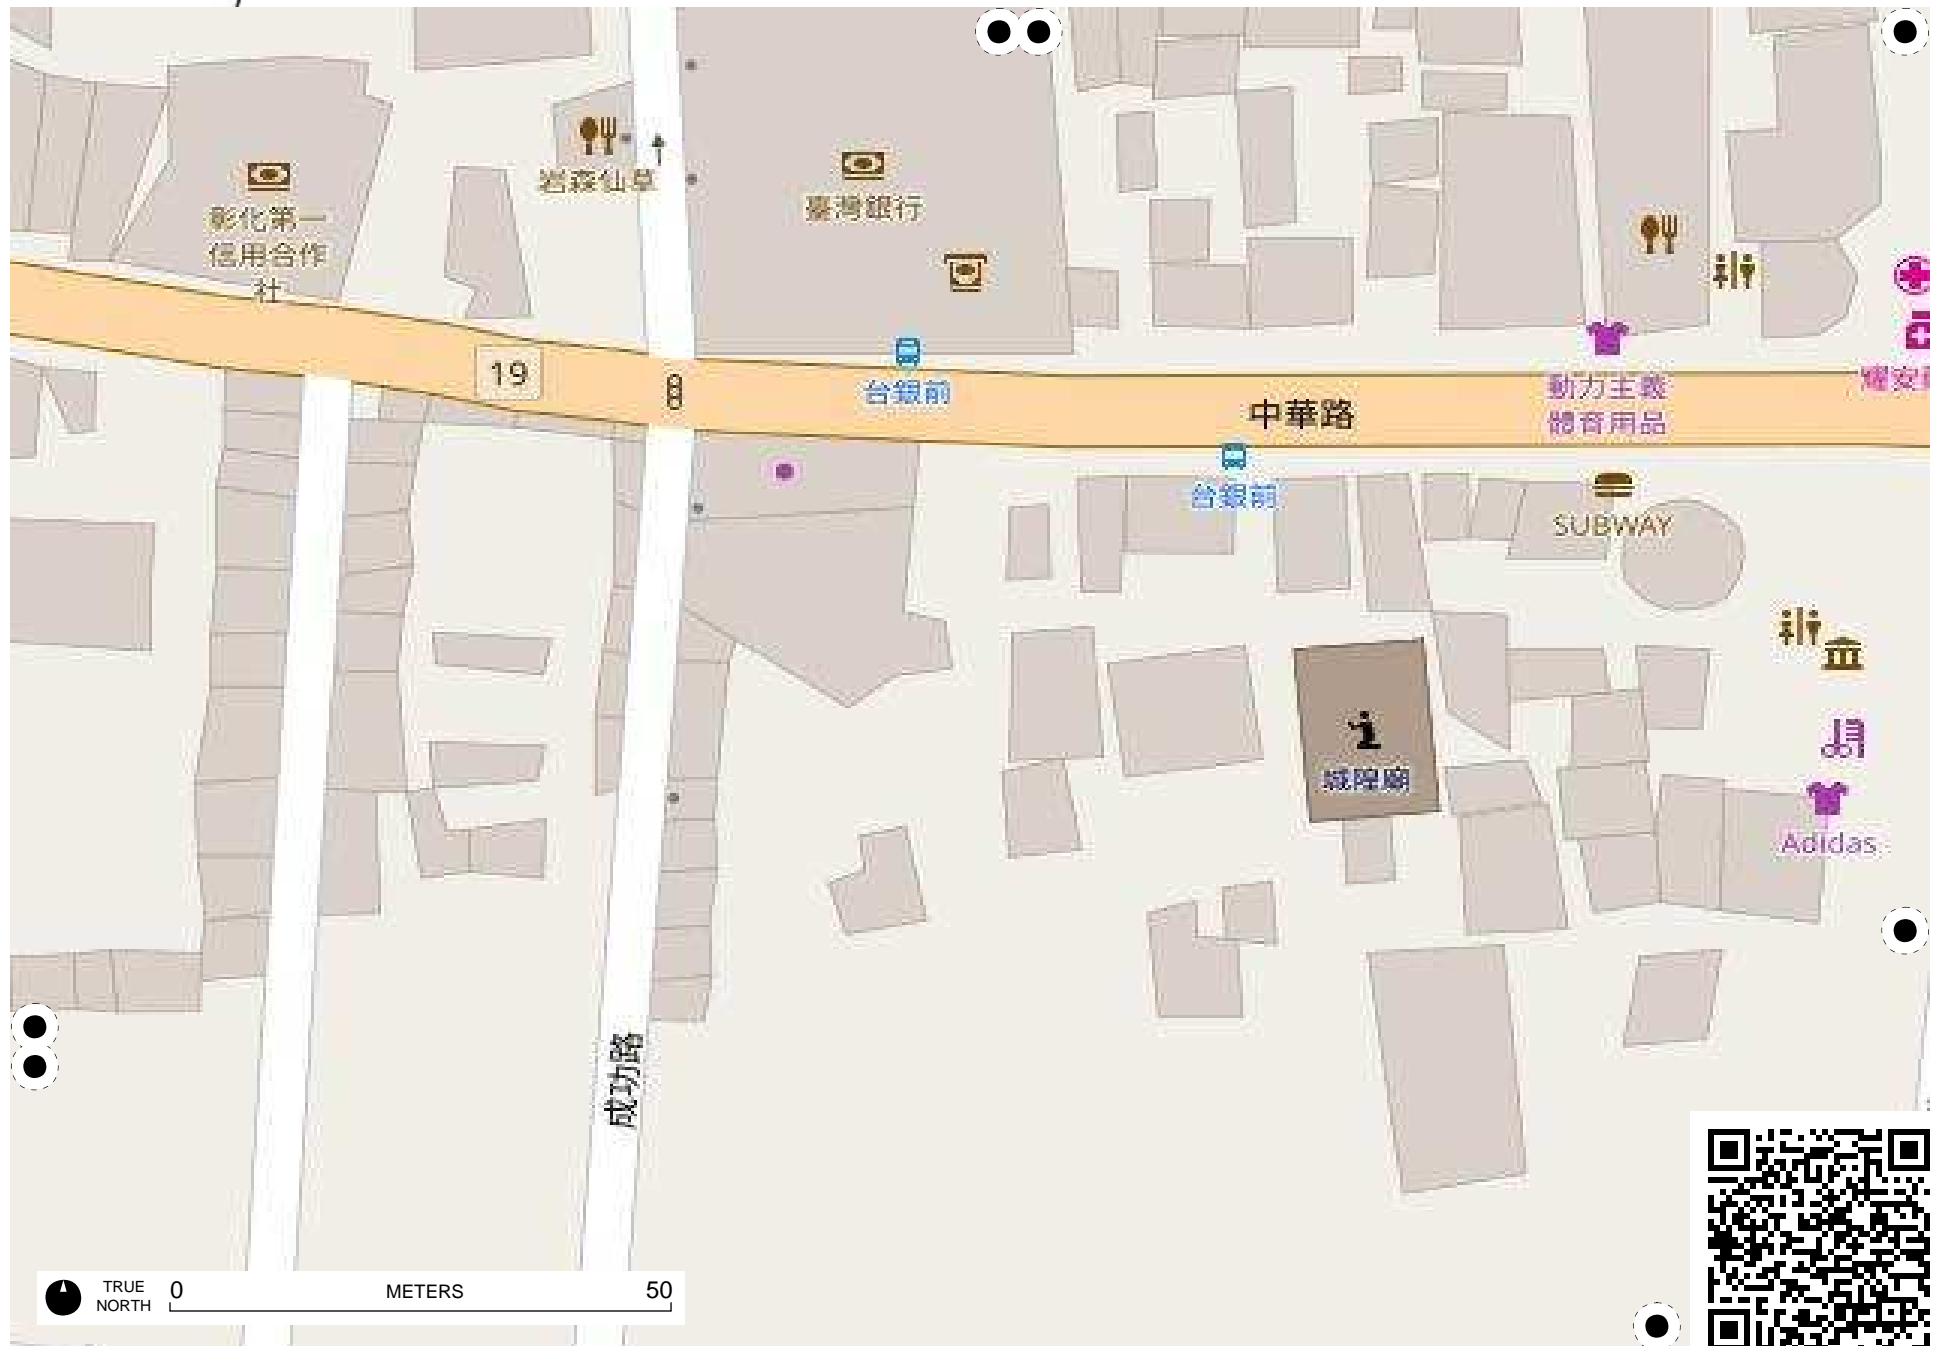 岩森仙草
臺灣銀行
彰化第一
信用合作
社
19
台銀前
中華路
動力主義
體育用品
耀安
台銀前
SUBWAY
城隍廟
Adidas
成功路
TRUE
NORTH
0 METERS 50